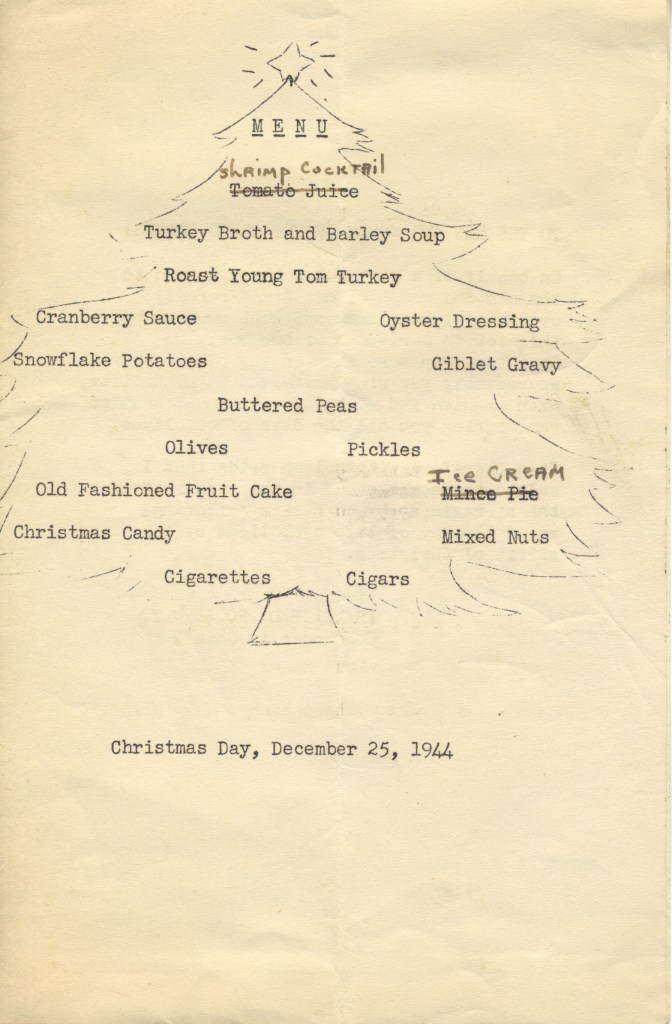 MENU
Shrimp Cocktail
Tomato Juice
Turkey Broth and Barley Soup
Roast Young Tom Turkey
Cranberry Sauce Oyster Dressing
Snowflake Potatoes Giblet Gravy
Buttered Peas
Olives Pickles
Ice CREAM
Old Fashioned Fruit Cake Mince Pie
Christmas Candy Mixed Nuts
Cigarettes Cigars
Christmas Day, December 25, 1944